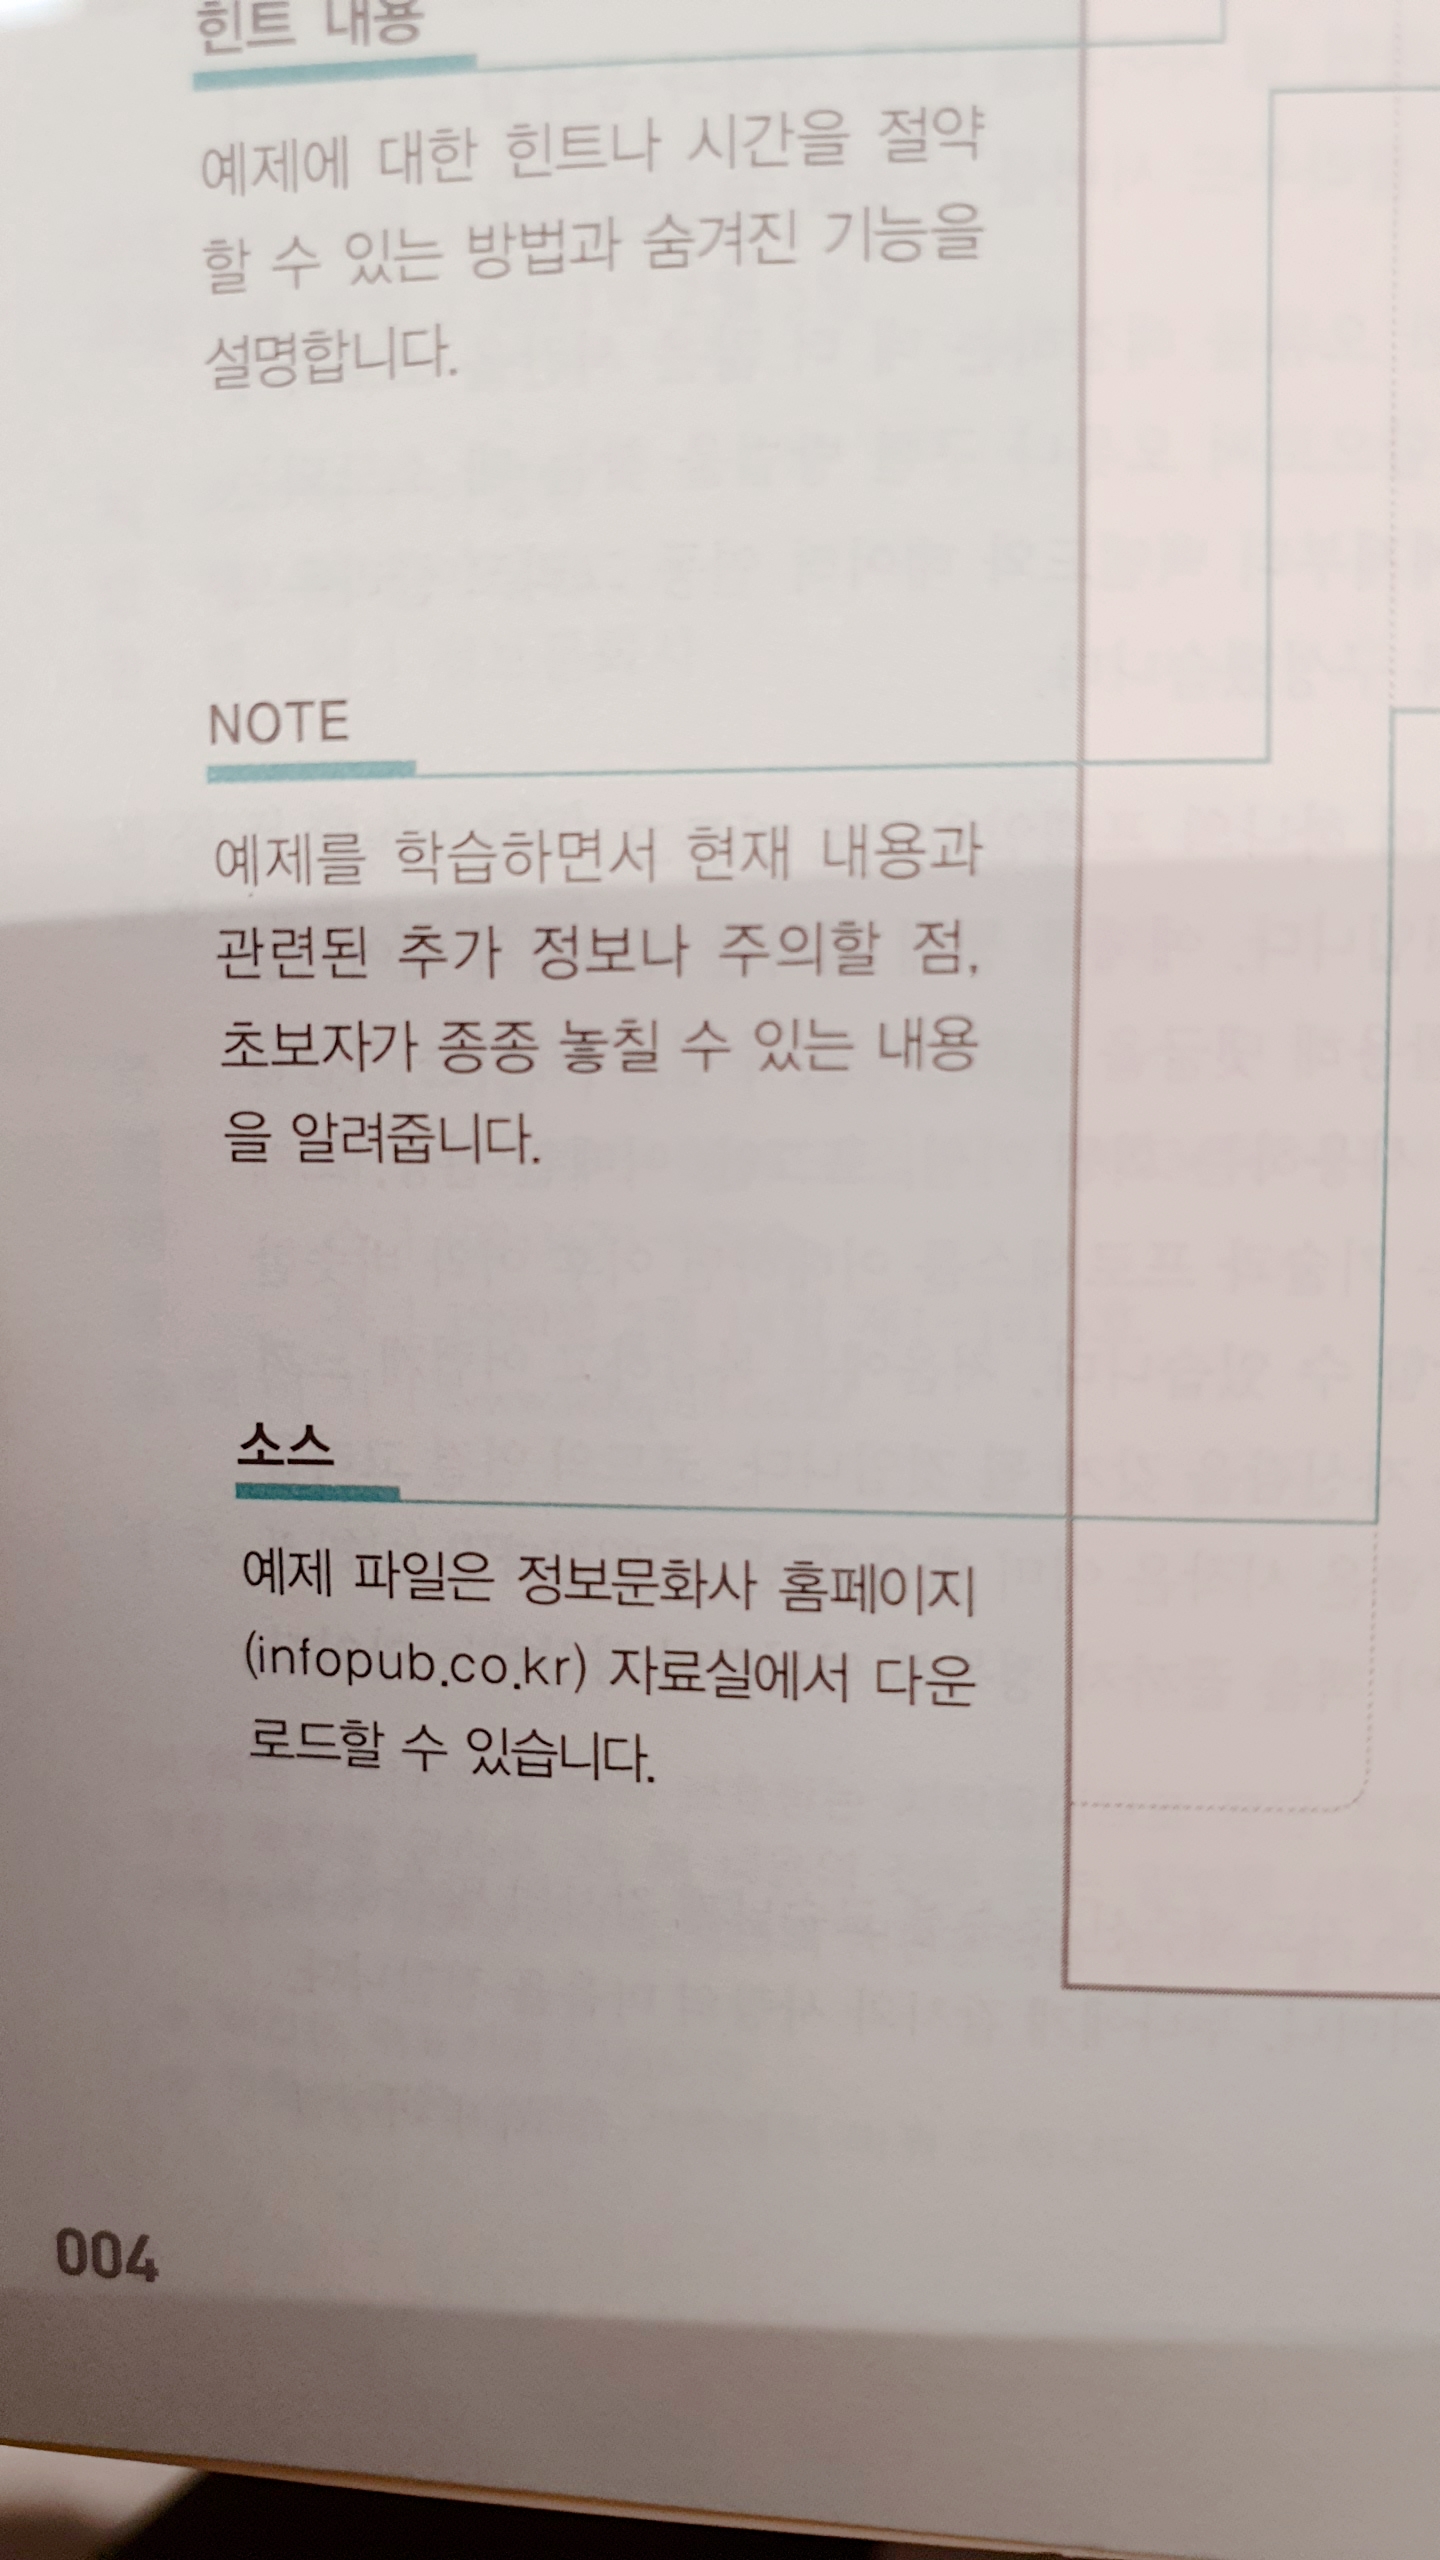 힌트 내용
예제에 대한 힌트나 시간을 절약
할 수 있는 방법과 숨겨진 기능을
설명합니다.
NOTE
예제를 학습하면서 현재 내용과
관련된 추가 정보나 주의할 점,
초보자가 종종 놓칠 수 있는 내용
을 알려줍니다.
소스
예제 파일은 정보문화사 홈페이지
(infopub.co.kr) 자료실에서 다운
로드할 수 있습니다.
004